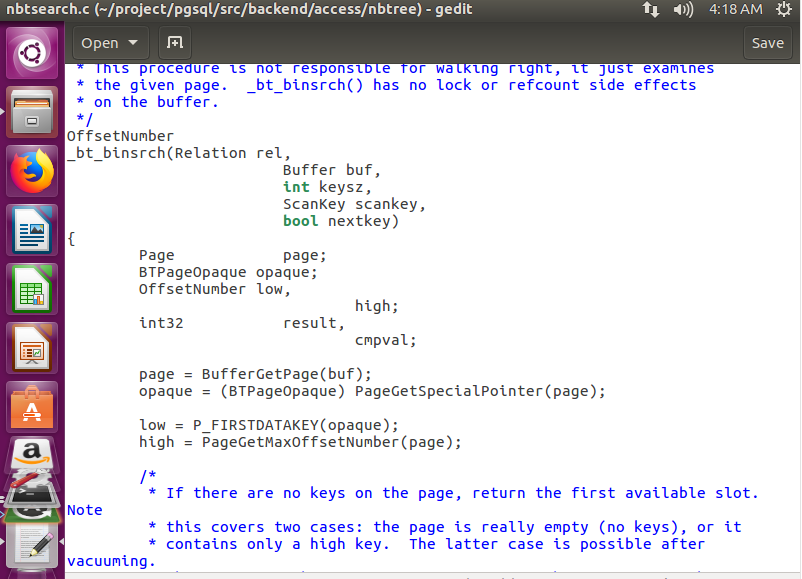 nbtsearch.c (~/project/pgsql/src/backend/access/nbtree) - gedit
4:18 AM
Open
Save
* This procedure is not responsible for walking right, it just examines
* the given page.  _bt_binsrch() has no lock or refcount side effects
* on the buffer.
*/
OffsetNumber
_bt_binsrch(Relation rel,
Buffer buf,
int keysz,
ScanKey scankey,
bool nextkey)
{
Page page;
BTPageOpaque opaque;
OffsetNumber low,
high;
int32 result,
cmpval;
page = BufferGetPage(buf);
opaque = (BTPageOpaque) PageGetSpecialPointer(page);
low = P_FIRSTDATAKEY(opaque);
high = PageGetMaxOffsetNumber(page);
/*
* If there are no keys on the page, return the first available slot.
Note
* this covers two cases: the page is really empty (no keys), or it
* contains only a high key.  The latter case is possible after
vacuuming.